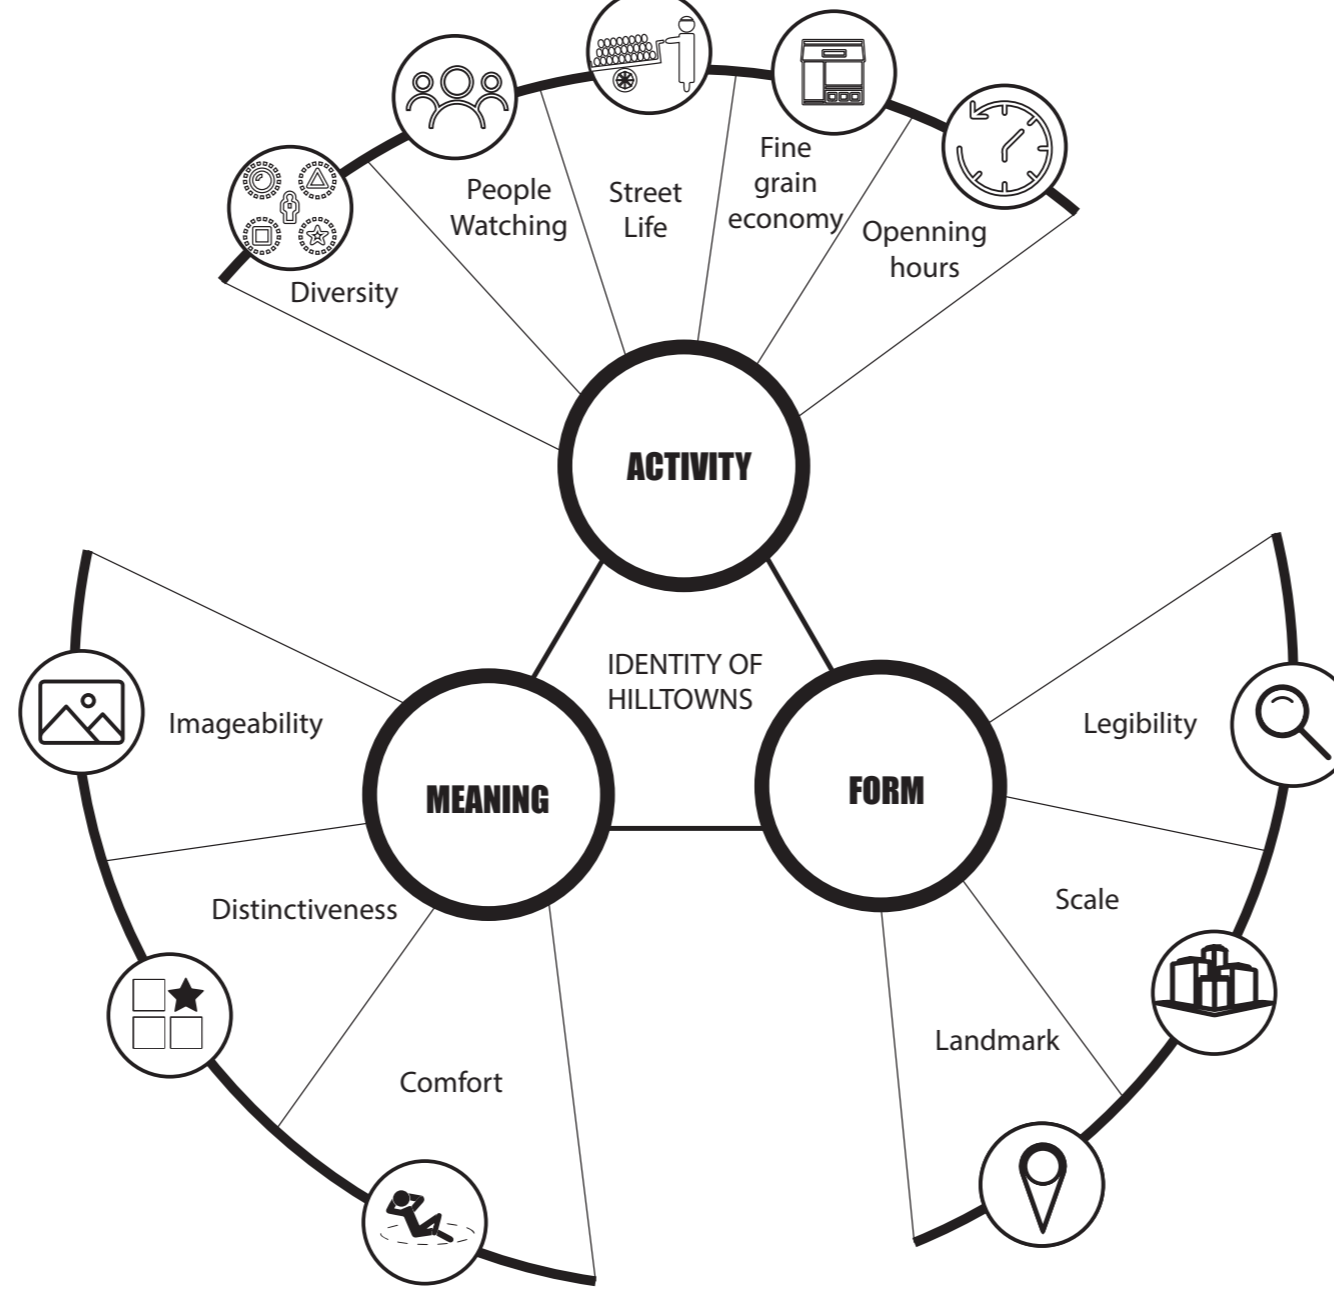 Diversity
People
Watching
Street
Life
Fine
grain
economy
Openning
hours
ACTIVITY
IDENTITY OF
HILLTOWNS
MEANING
Imageability
Distinctiveness
Comfort
FORM
Legibility
Scale
Landmark